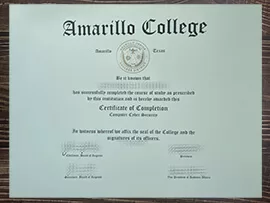 Amarillo College
Amarillo Texas
Be it known that
has successfully completed the course of study as prescribed
by this institution and is hereby awarded this
Certificate of Completion
Computer Cyber Security
In witness whereof we affix the seal of the College and the
signatures of its officers.